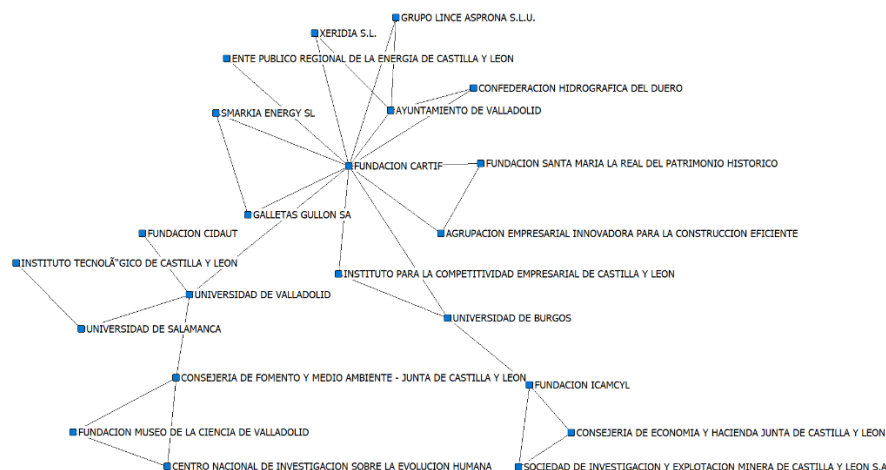 GRUPO LINCE ASPRONA S.L.U.
XERIDIA S.L.
ENTE PUBLICO REGIONAL DE LA ENERGIA DE CASTILLA Y LEON
CONFEDERACION HIDROGRAFICA DEL DUERO
SMARKIA ENERGY SL
AYUNTAMIENTO DE VALLADOLID
FUNDACION CARTIF
FUNDACION SANTA MARIA LA REAL DEL PATRIMONIO HISTORICO
GALLETAS GULLON SA
FUNDACION CIDAUT
AGRUPACION EMPRESARIAL INNOVADORA PARA LA CONSTRUCCION EFICIENTE
INSTITUTO TECNOLÃ“GICO DE CASTILLA Y LEON
INSTITUTO PARA LA COMPETITIVIDAD EMPRESARIAL DE CASTILLA Y LEON
UNIVERSIDAD DE VALLADOLID
UNIVERSIDAD DE BURGOS
UNIVERSIDAD DE SALAMANCA
CONSEJERIA DE FOMENTO Y MEDIO AMBIENTE - JUNTA DE CASTILLA Y LEON
FUNDACION ICAMCYL
FUNDACION MUSEO DE LA CIENCIA DE VALLADOLID
CONSEJERIA DE ECONOMIA Y HACIENDA JUNTA DE CASTILLA Y LEON
CENTRO NACIONAL DE INVESTIGACION SOBRE LA EVOLUCION HUMANA
SOCIEDAD DE INVESTIGACION Y EXPLOTACION MINERA DE CASTILLA Y LEON S.A